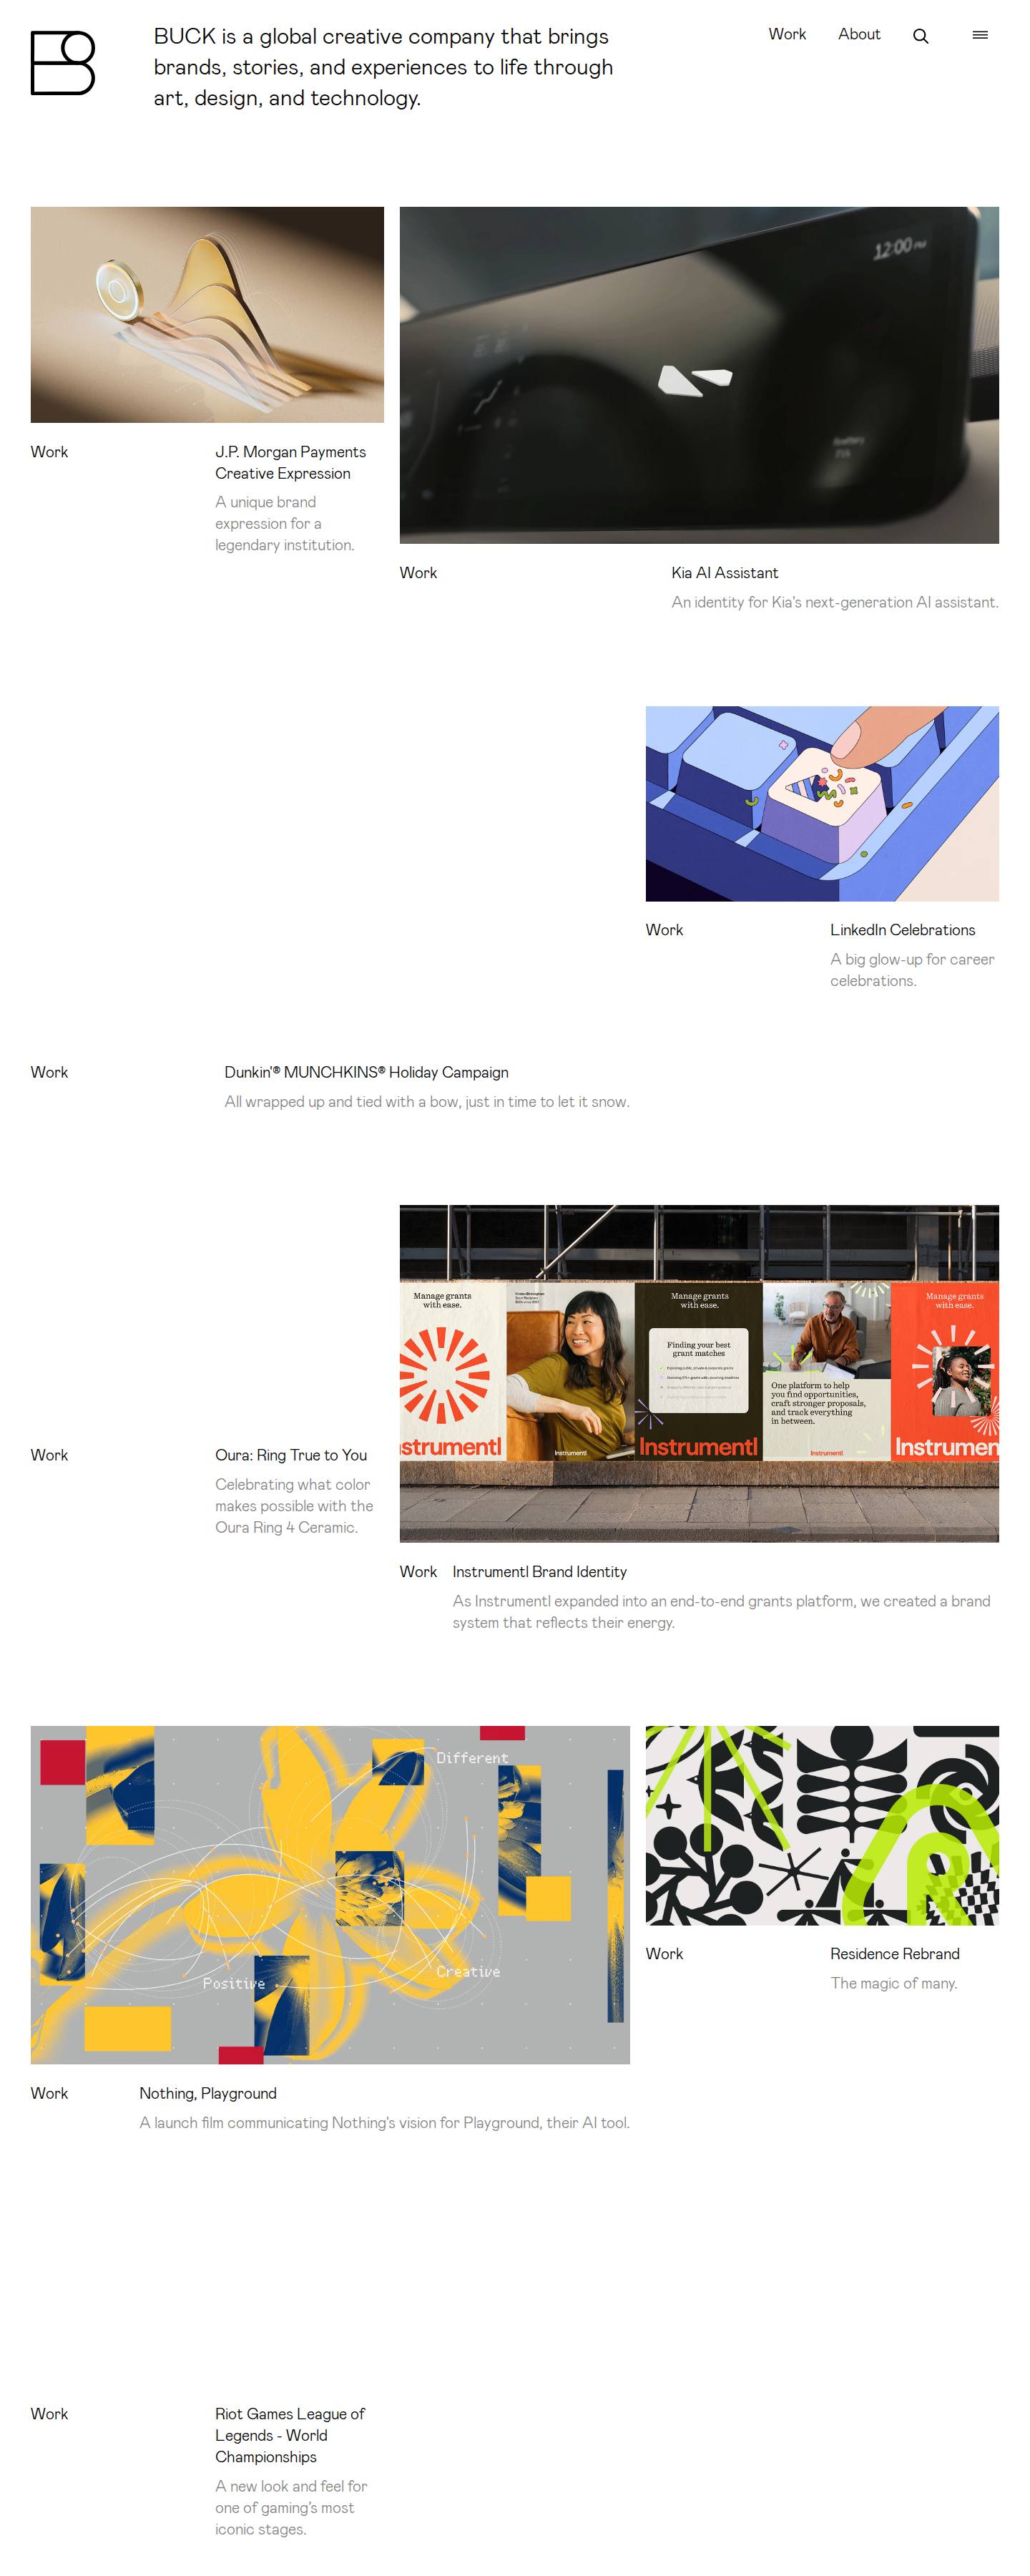 BUCK is a global creative company that brings
brands, stories, and experiences to life through
art, design, and technology.
Work
About
12:00 PM
Work
J.P. Morgan Payments
Creative Expression
A unique brand
expression for a
legendary institution.
Work
Kia AI Assistant
An identity for Kia's next-generation AI assistant.
Work
LinkedIn Celebrations
A big glow-up for career
celebrations.
Work
Dunkin'® MUNCHKINS® Holiday Campaign
All wrapped up and tied with a bow, just in time to let it snow.
Work
Oura: Ring True to You
Celebrating what color
makes possible with the
Oura Ring 4 Ceramic.
Manage grants
with ease.
strumentl
Instrumentl
Manage grants
with ease.
Finding your best
grant matches
Instrumentl
One platform to help
you find opportunities,
craft stronger proposals,
and track everything
in between.
Instrumentl
Manage grants
with ease.
Instrumen
Work
Instrumentl Brand Identity
As Instrumentl expanded into an end-to-end grants platform, we created a brand
system that reflects their energy.
Different
Creative
Positive
Work
Nothing, Playground
A launch film communicating Nothing's vision for Playground, their AI tool.
Work
Residence Rebrand
The magic of many.
Work
Riot Games League of
Legends - World
Championships
A new look and feel for
one of gaming's most
iconic stages.